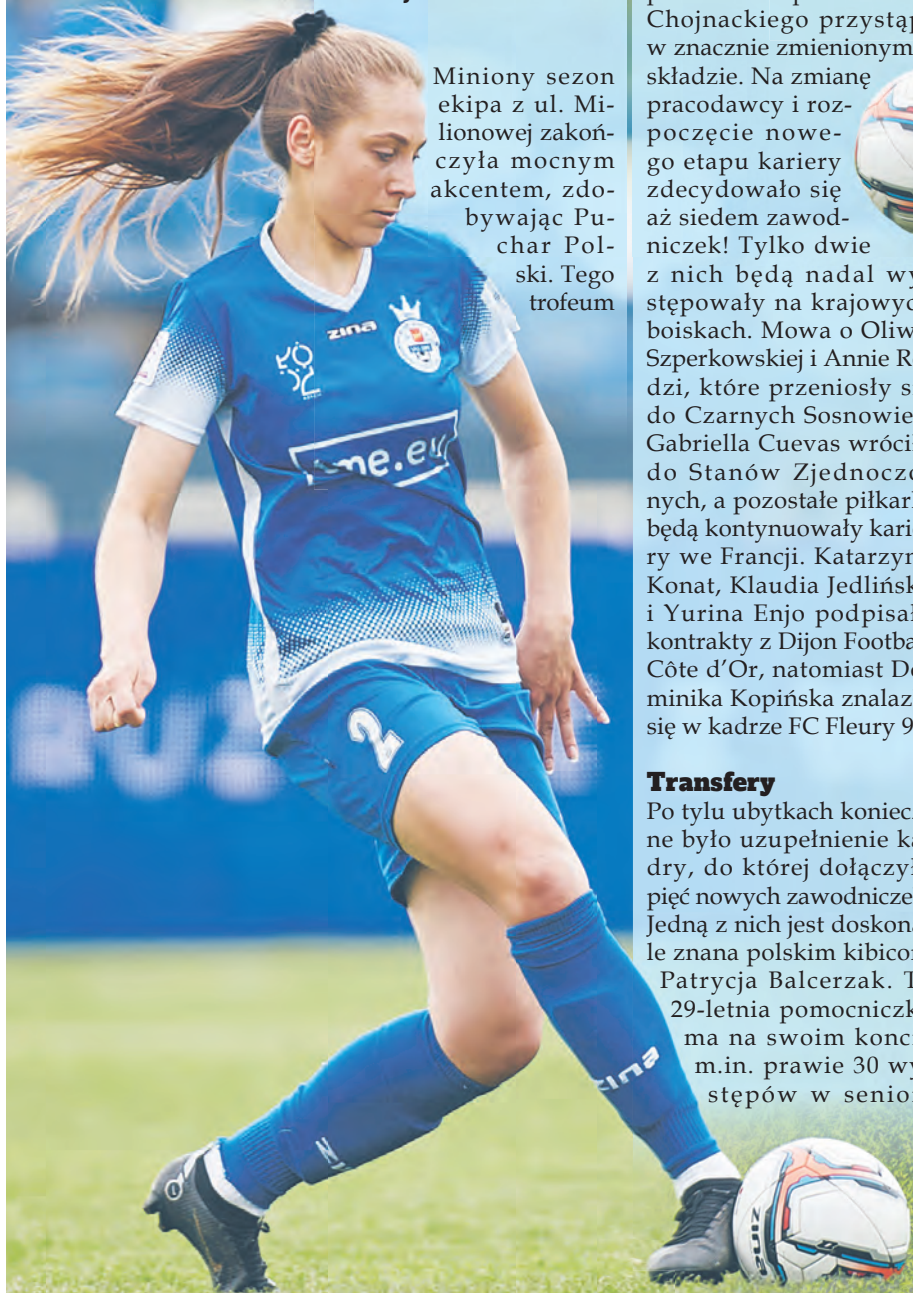 Miniony sezon
ekipa z ul. Mi-
lionowej zakoń-
czyła mocnym
akcentem, zdo-
bywając Pu-
char Pol-
ski. Tego
trofeum
zina
me.eu
2
zina
zina
Chojnackiego przystąp
w znacznie zmienionym
składzie. Na zmianę
pracodawcy i roz-
poczęcie nowe-
go etapu kariery
zdecydowało się
aż siedem zawod-
niczek! Tylko dwie
z nich będą nadal wy
stępowały na krajowyc
boiskach. Mowa o Oliw
Szperkowskiej i Annie R
dzi, które przeniosły s
do Czarnych Sosnowie
Gabriella Cuevas wróci
do Stanów Zjednoczo
nych, a pozostałe piłkar
będą kontynuowały kari
ry we Francji. Katarzyn
Konat, Klaudia Jedlińsk
i Yurina Enjo podpisał
kontrakty z Dijon Footba
Côte d'Or, natomiast Do
minika Kopińska znalaz
się w kadrze FC Fleury 9
Transfery
Po tylu ubytkach koniecz
ne było uzupełnienie ka
dry, do której dołączył
pięć nowych zawodnicze
Jedną z nich jest doskona
le znana polskim kibicon
Patrycja Balcerzak. T
29-letnia pomocniczk
ma na swoim konci
m.in. prawie 30 wy
stępów w senior
zina